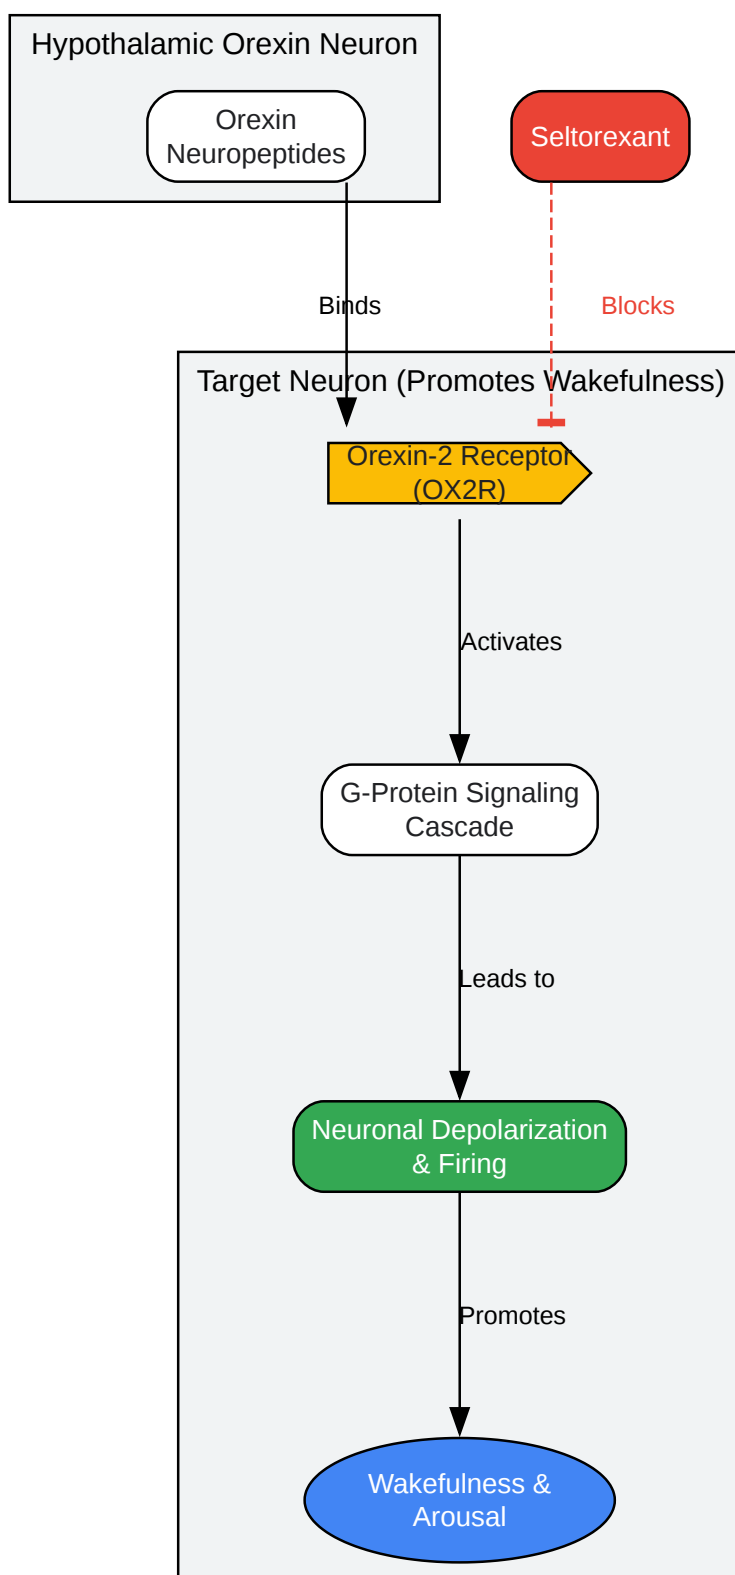 Hypothalamic Orexin Neuron
Orexin
Neuropeptides
Seltorexant
Binds
Blocks
Target Neuron (Promotes Wakefulness)
Orexin-2 Receptor
(OX2R)
Activates
G-Protein Signaling
Cascade
Leads to
Neuronal Depolarization
& Firing
Promotes
Wakefulness &
Arousal